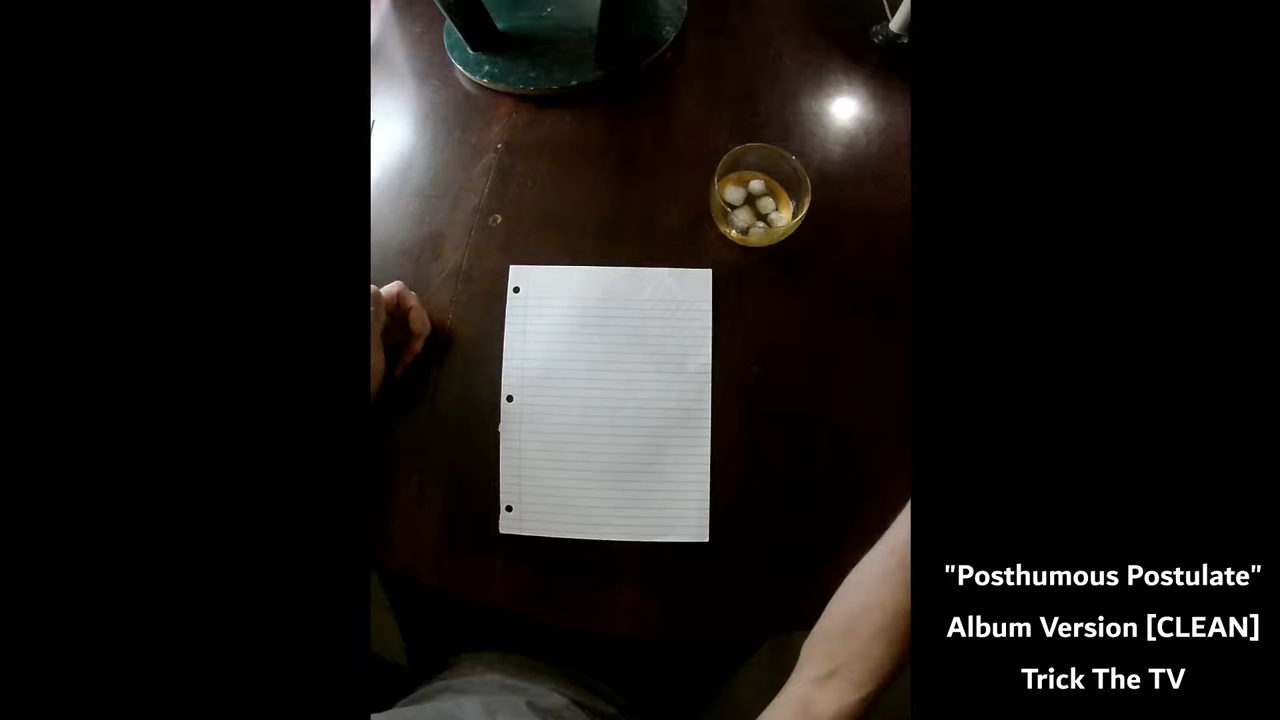 "Posthumous Postulate"
Album Version [CLEAN]
Trick The TV